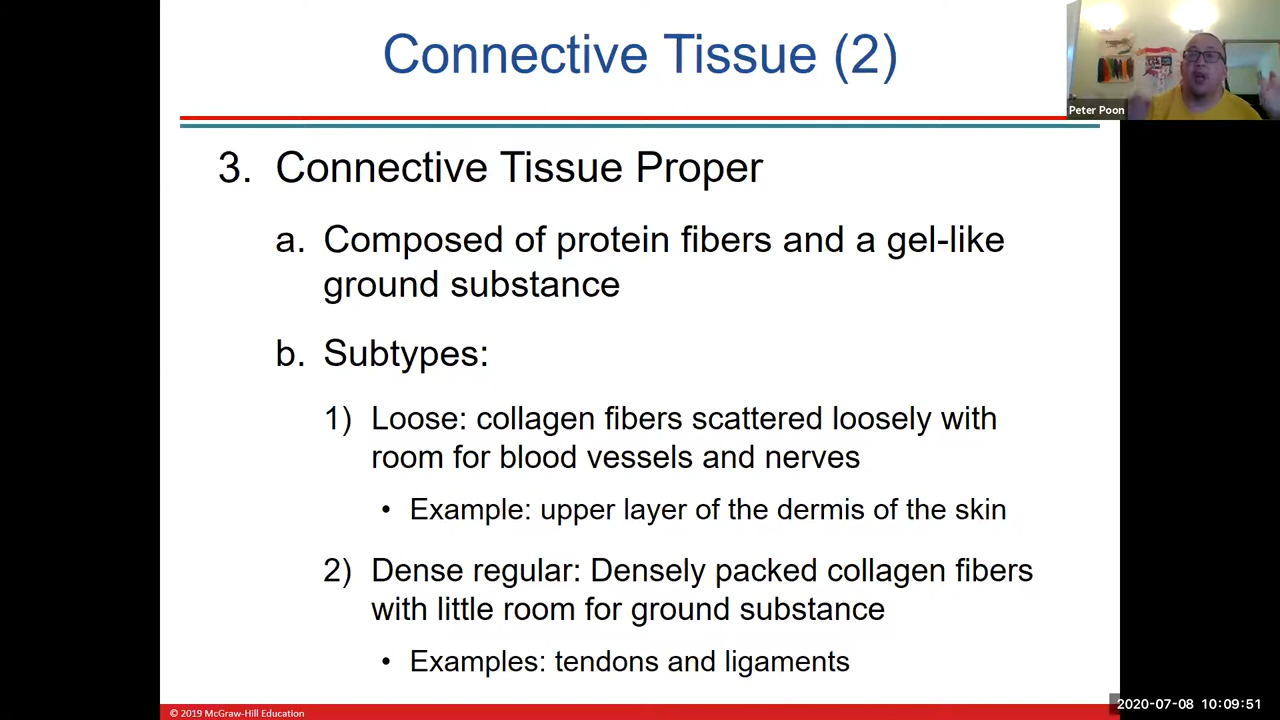 Connective Tissue (2)
Peter Poon
3. Connective Tissue Proper
a. Composed of protein fibers and a gel-like
ground substance
b. Subtypes:
1) Loose: collagen fibers scattered loosely with
room for blood vessels and nerves
• Example: upper layer of the dermis of the skin
2) Dense regular: Densely packed collagen fibers
with little room for ground substance
• Examples: tendons and ligaments
© 2019 McGraw-Hill Education
2020-07-08 10:09:51